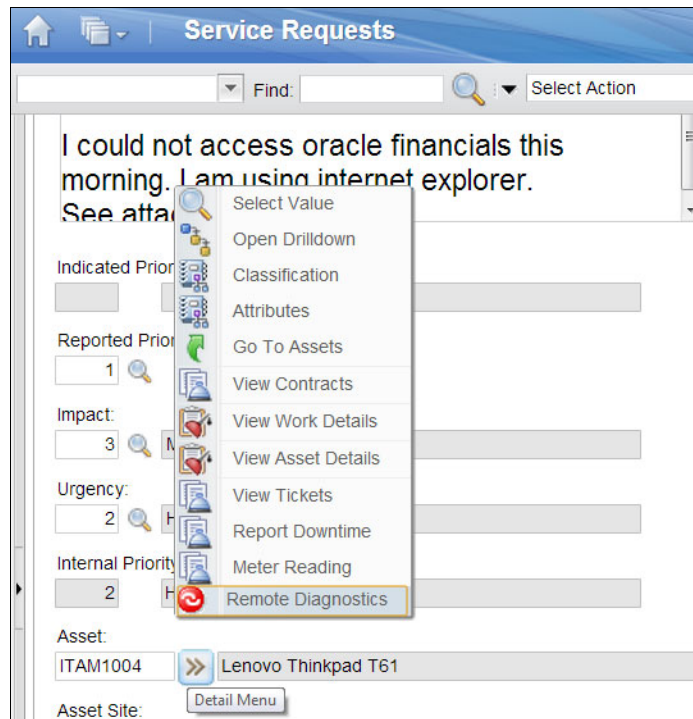 Service Requests
Find:
Select Action
I could not access oracle financials this
morning. I am using internet explorer.
See atta
Select Value
Open Drilldown
Classification
Attributes
Go To Assets
View Contracts
View Work Details
View Asset Details
View Tickets
Report Downtime
Meter Reading
Remote Diagnostics
Indicated Prior
Reported Prior
1
Impact:
3 M
Urgency:
2 H
Internal Priority
2 H
Asset:
ITAM1004 Lenovo Thinkpad T61
Detail Menu
Asset Site: